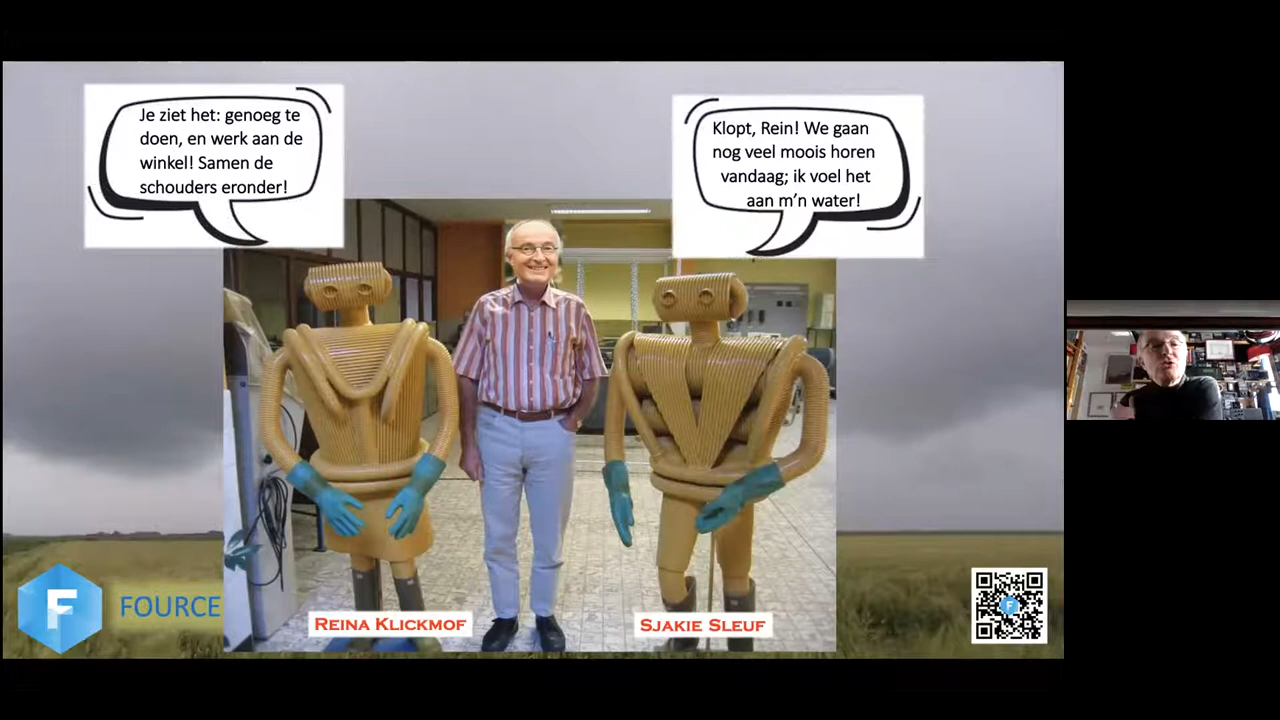 Je ziet het: genoeg te
doen, en werk aan de
winkel! Samen de
schouders eronder!
Klopt, Rein! We gaan
nog veel moois horen
vandaag; ik voel het
aan m’n water!
F FOURCE
REINA KLICKMOF
SJAKIE SLEUF
F